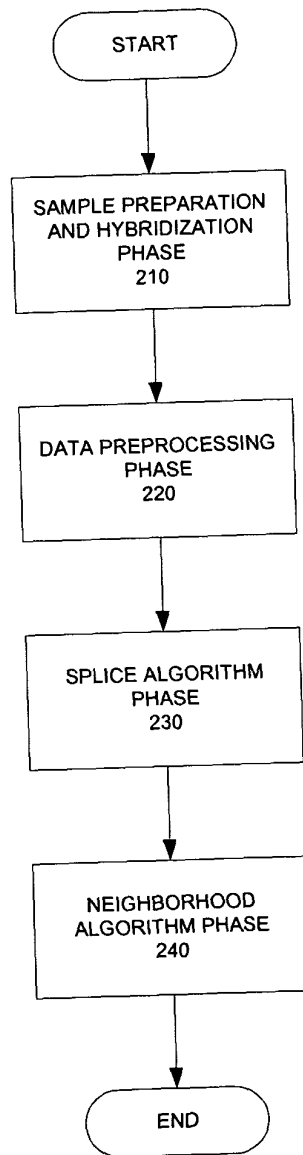 START
SAMPLE PREPARATION
AND HYBRIDIZATION
PHASE
210
DATA PREPROCESSING
PHASE
220
SPLICE ALGORITHM
PHASE
230
NEIGHBORHOOD
ALGORITHM PHASE
240
END